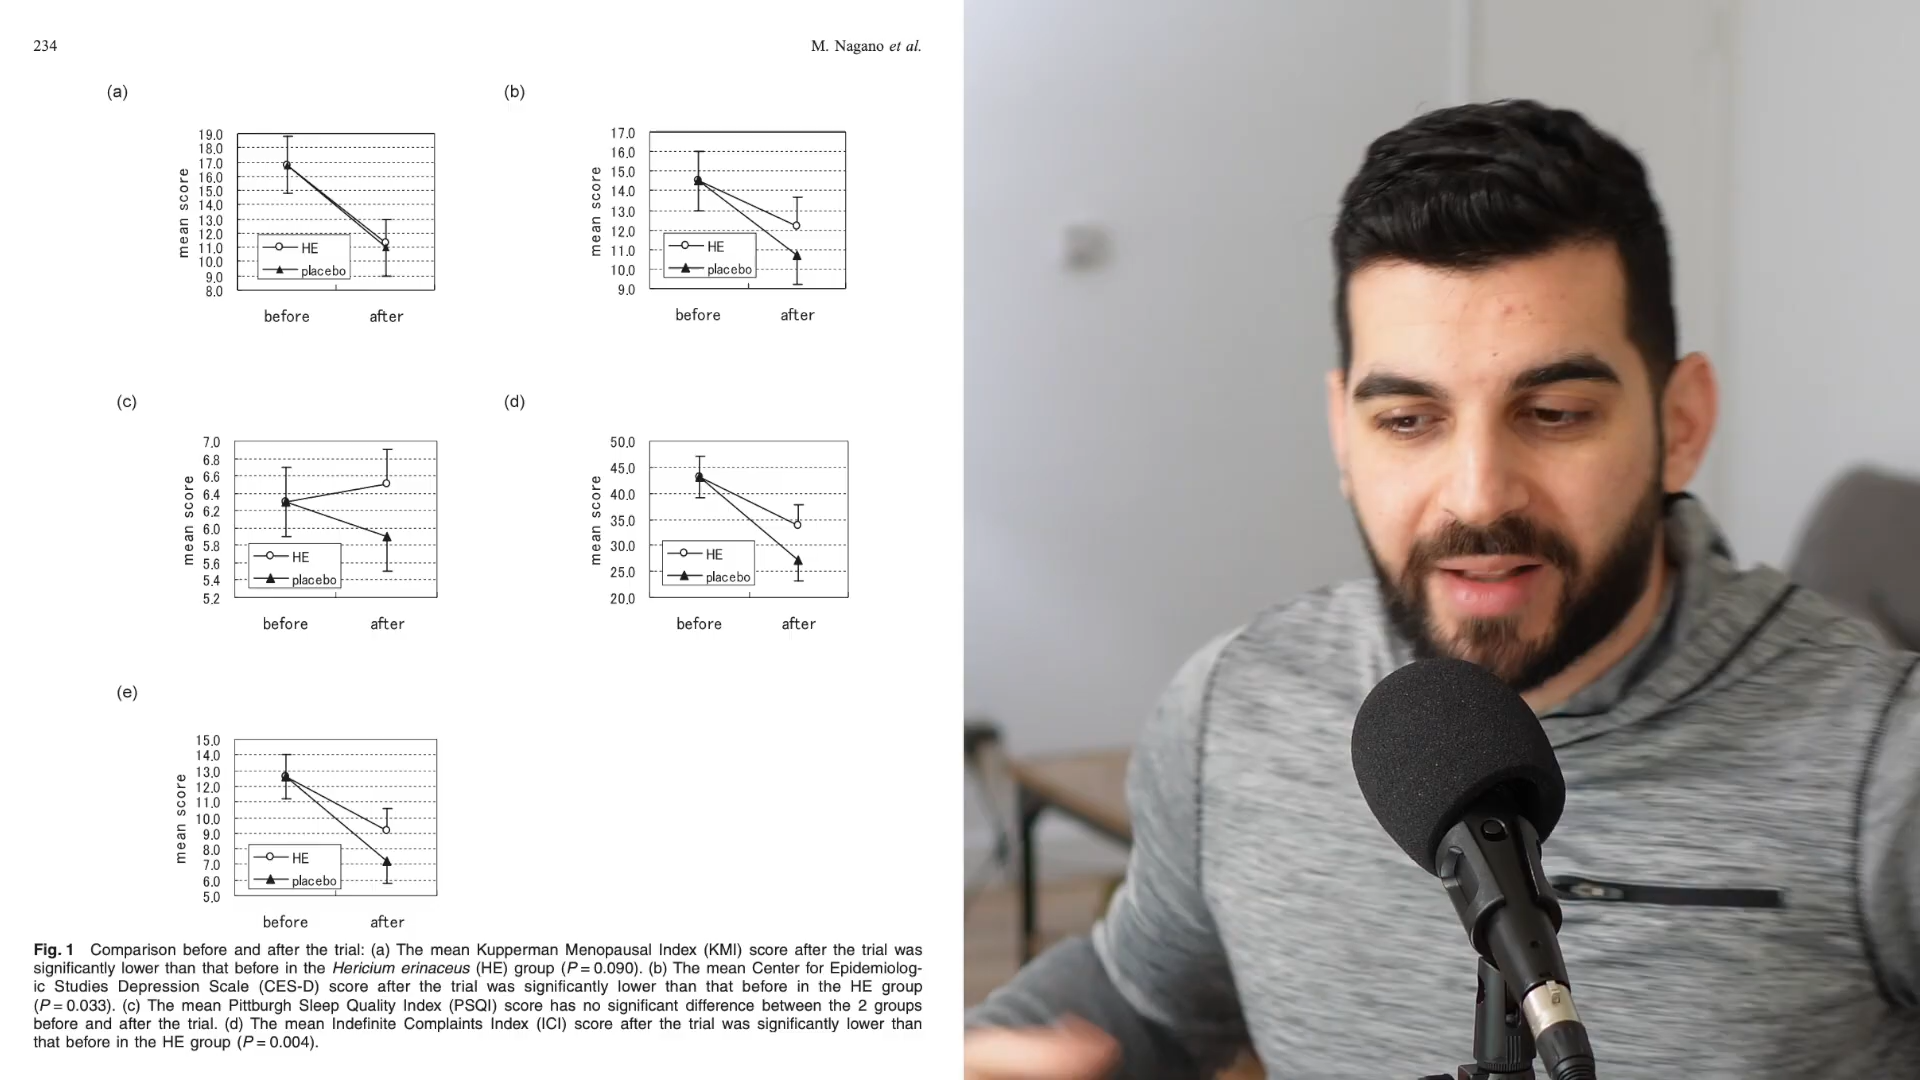 234
M. Nagano et al.
(a)
19.0
18.0
17.0
16.0
15.0
14.0
13.0
12.0
11.0
10.0
9.0
8.0
mean score
HE
placebo
before after
(b)
17.0
16.0
15.0
14.0
13.0
12.0
11.0
10.0
9.0
mean score
HE
placebo
before after
(c)
7.0
6.8
6.6
6.4
6.2
6.0
5.8
5.6
5.4
5.2
mean score
HE
placebo
before after
(d)
50.0
45.0
40.0
35.0
30.0
25.0
20.0
mean score
HE
placebo
before after
(e)
15.0
14.0
13.0
12.0
11.0
10.0
9.0
8.0
7.0
6.0
5.0
mean score
HE
placebo
before after
Fig. 1 Comparison before and after the trial: (a) The mean Kupperman Menopausal Index (KMI) score after the trial was
significantly lower than that before in the Hericium erinaceus (HE) group (P = 0.090). (b) The mean Center for Epidemiolog-
ic Studies Depression Scale (CES-D) score after the trial was significantly lower than that before in the HE group
(P = 0.033). (c) The mean Pittsburgh Sleep Quality Index (PSQI) score has no significant difference between the 2 groups
before and after the trial. (d) The mean Indefinite Complaints Index (ICI) score after the trial was significantly lower than
that before in the HE group (P = 0.004).